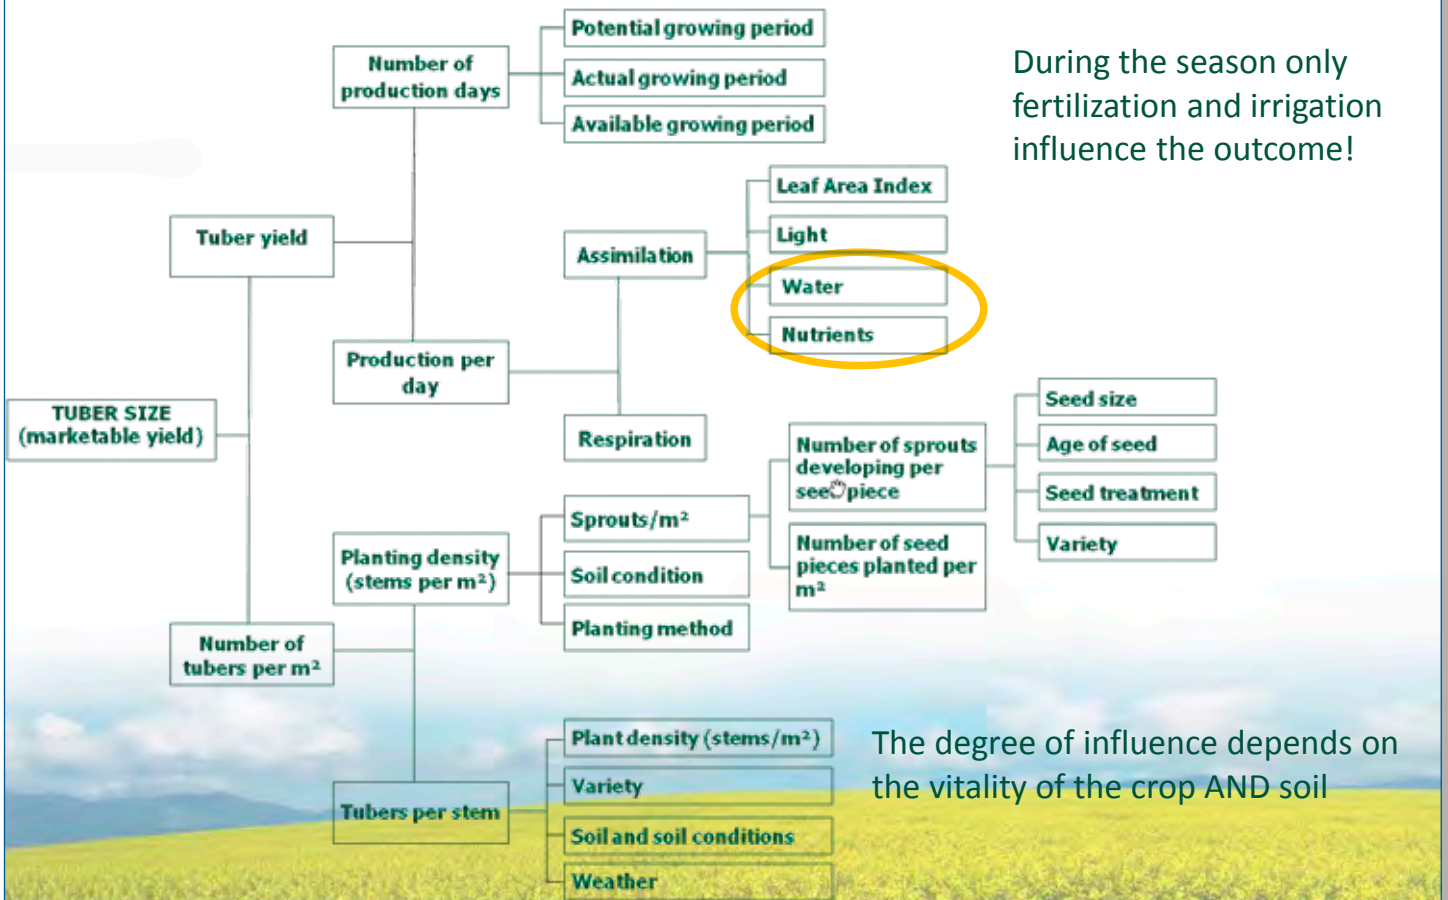 Potential growing period
Number of
production days
Actual growing period
Available growing period
During the season only
fertilization and irrigation
influence the outcome!
Leaf Area Index
Tuber yield
Light
Assimilation
Water
Nutrients
Production per
day
TUBER SIZE
(marketable yield)
Respiration
Seed size
Number of sprouts
developing per
seed piece
Age of seed
Seed treatment
Variety
Sprouts/m²
Number of seed
pieces planted per
m²
Planting density
(stems per m²)
Soil condition
Planting method
Number of
tubers per m²
Plant density (stems/m²)
The degree of influence depends on
the vitality of the crop AND soil
Variety
Tubers per stem
Soil and soil conditions
Weather